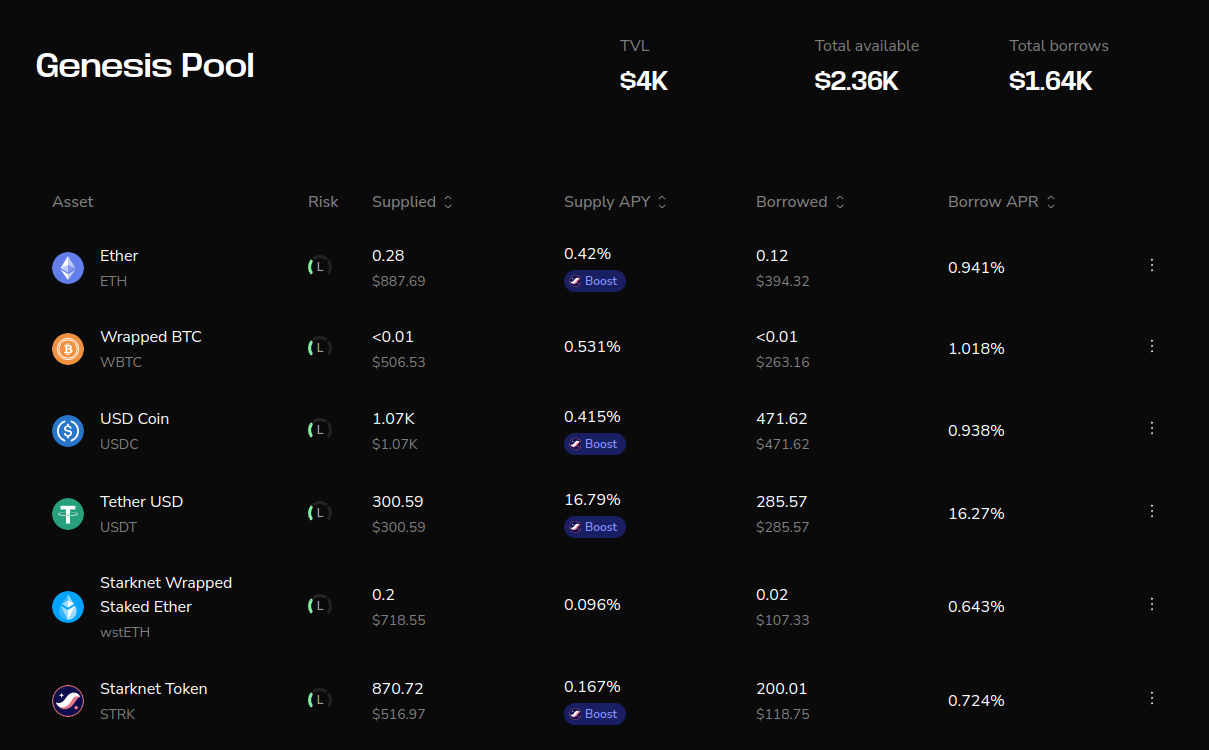 Genesis Pool
TVL
$4K
Total available
$2.36K
Total borrows
$1.64K
Asset Risk Supplied Supply APY Borrowed Borrow APR
Ether
ETH
L
0.28
$887.69
0.42%
Boost
0.12
$394.32
0.941%
Wrapped BTC
WBTC
L
<0.01
$506.53
0.531%
<0.01
$263.16
1.018%
USD Coin
USDC
L
1.07K
$1.07K
0.415%
Boost
471.62
$471.62
0.938%
Tether USD
USDT
L
300.59
$300.59
16.79%
Boost
285.57
$285.57
16.27%
Starknet Wrapped
Staked Ether
wstETH
L
0.2
$718.55
0.096%
0.02
$107.33
0.643%
Starknet Token
STRK
L
870.72
$516.97
0.167%
Boost
200.01
$118.75
0.724%